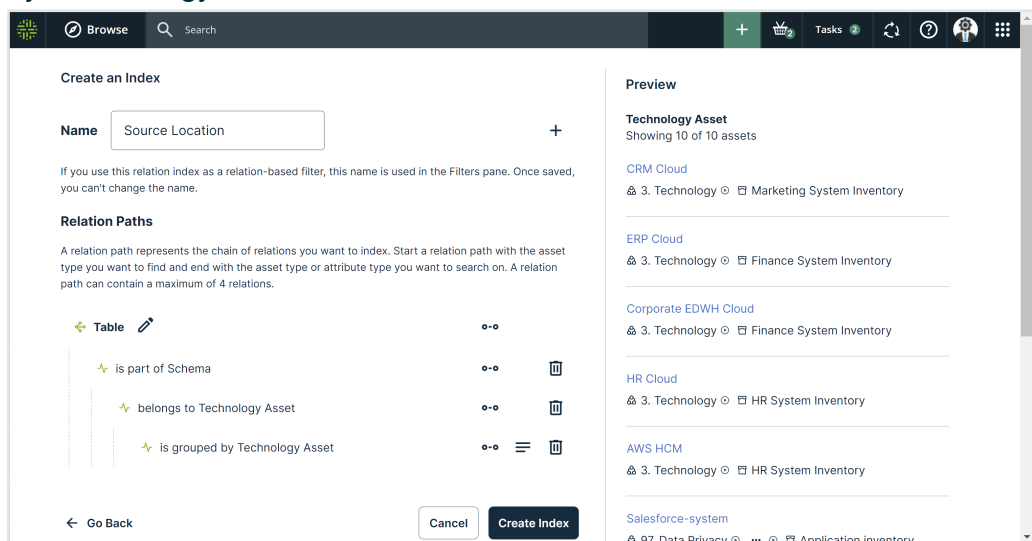 Browse
Search
2
Tasks 2
Create an Index
Name
Source Location
If you use this relation index as a relation-based filter, this name is used in the Filters pane. Once saved,
you can't change the name.
Relation Paths
A relation path represents the chain of relations you want to index. Start a relation path with the asset
type you want to find and end with the asset type or attribute type you want to search on. A relation
path can contain a maximum of 4 relations.
Table
is part of Schema
belongs to Technology Asset
is grouped by Technology Asset
Go Back
Cancel
Create Index
Preview
Technology Asset
Showing 10 of 10 assets
CRM Cloud
3. Technology Marketing System Inventory
ERP Cloud
3. Technology Finance System Inventory
Corporate EDWH Cloud
3. Technology Finance System Inventory
HR Cloud
3. Technology HR System Inventory
AWS HCM
3. Technology HR System Inventory
Salesforce-system
97. Data Privacy ... Application inventory